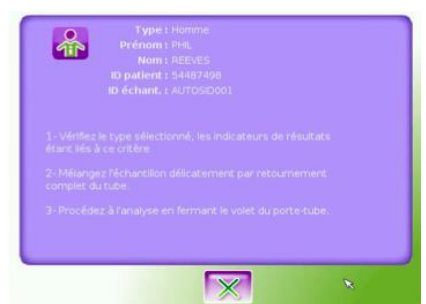 Type : Homme
Prénom : PHIL
Nom : REEVES
ID patient : 54487498
ID échant. : AUTOSID001
1- Vérifiez le type sélectionné, les indicateurs de résultats
étant liés à ce critère
2- Mélangez l'échantillon délicatement par retournement
complet du tube.
3- Procédez à l'analyse en fermant le volet du porte-tube.